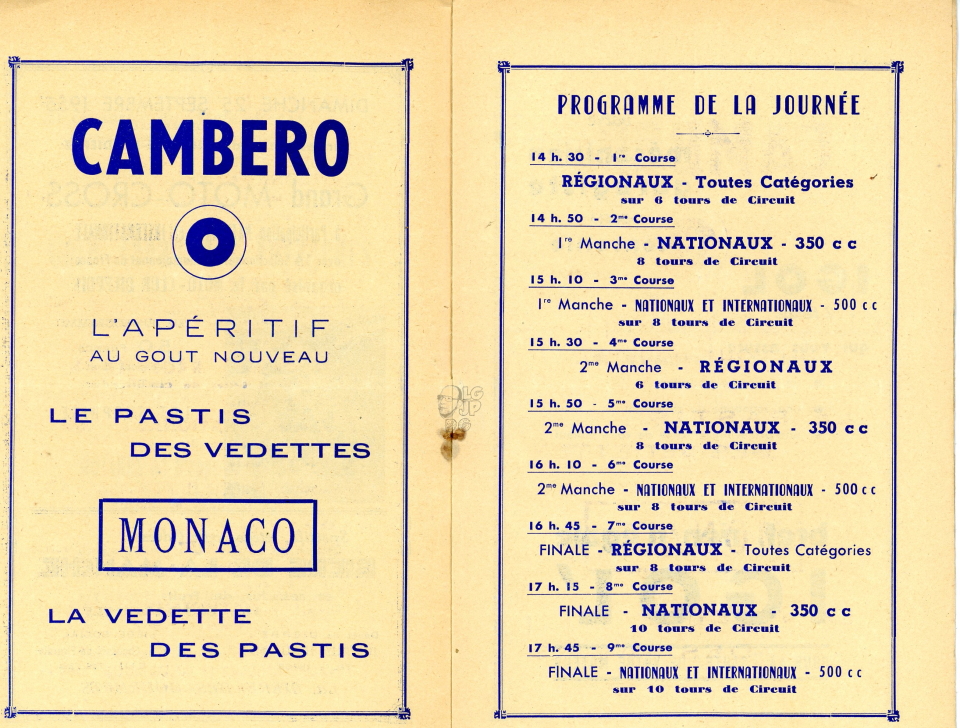 CAMBERO
L'APÉRITIF
AU GOUT NOUVEAU
LE PASTIS
DES VEDETTES
MONACO
LA VEDETTE
DES PASTIS
PROGRAMME DE LA JOURNÉE
14 h. 30 - 1re Course
RÉGIONAUX - Toutes Catégories
sur 6 tours de Circuit
14 h. 50 - 2me Course
1re Manche - NATIONAUX - 350 c c
8 tours de Circuit
15 h. 10 - 3me Course
1re Manche - NATIONAUX ET INTERNATIONAUX - 500 c c
sur 8 tours de Circuit
15 h. 30 - 4me Course
2me Manche - RÉGIONAUX
6 tours de Circuit
15 h. 50 - 5me Course
2me Manche - NATIONAUX - 350 c c
8 tours de Circuit
16 h. 10 - 6me Course
2me Manche - NATIONAUX ET INTERNATIONAUX - 500 c c
sur 8 tours de Circuit
16 h. 45 - 7me Course
FINALE - RÉGIONAUX - Toutes Catégories
sur 8 tours de Circuit
17 h. 15 - 8me Course
FINALE - NATIONAUX - 350 c c
10 tours de Circuit
17 h. 45 - 9me Course
FINALE - NATIONAUX ET INTERNATIONAUX - 500 c c
sur 10 tours de Circuit